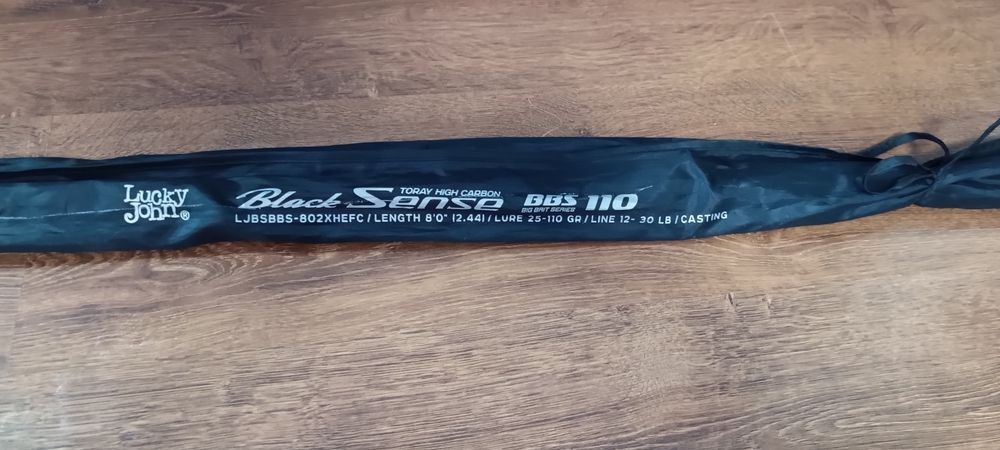 Lucky
John®
TORAY HIGH CARBON
Black Sense BBS 110
BIG BAIT SERIES
LJBSBBS-802XHEFC / LENGTH 8'0" (2.44) / LURE 25-110 GR / LINE 12- 30 LB / CASTING